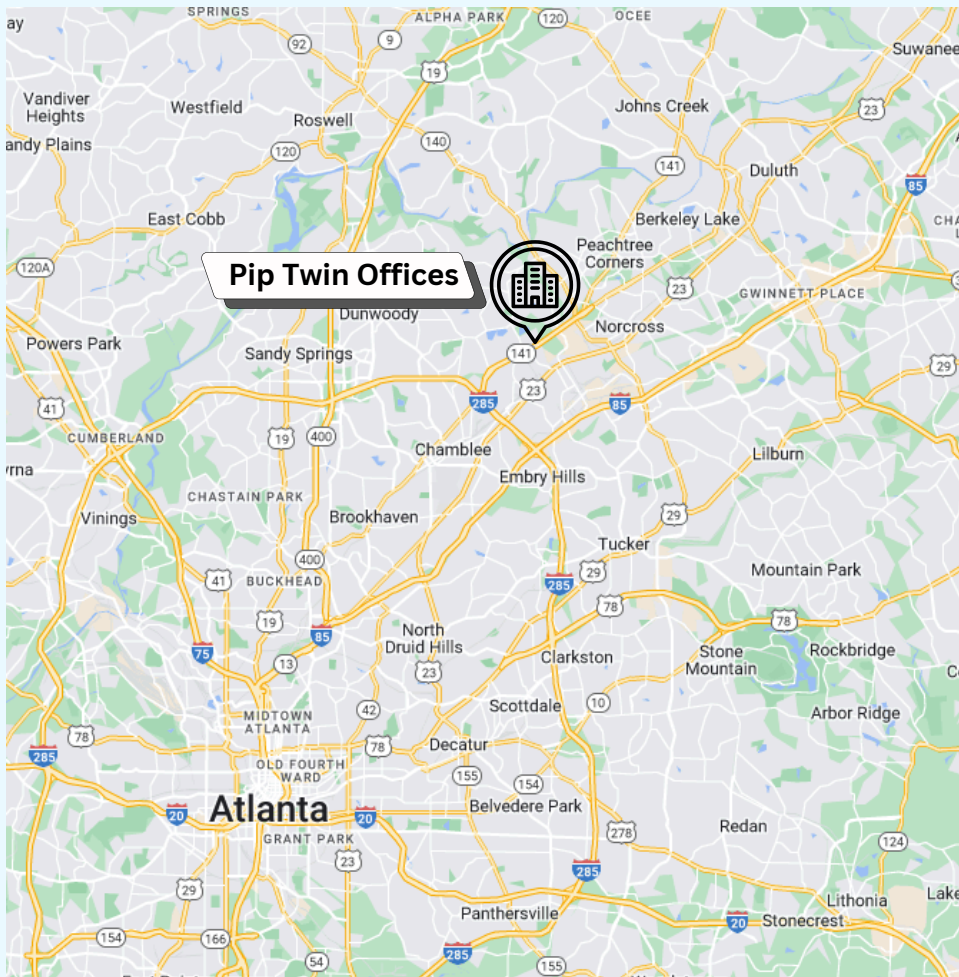 SPRINGS
ALPHA PARK
120
OCEE
ay
92
9
Suwanee
19
Vandiver
Heights
Westfield
Johns Creek
23
Roswell
andy Plains
120
140
141
Duluth
85
East Cobb
Berkeley Lake
CHA
L
Peachtree
Corners
120A
Pip Twin Offices
23
GWINNETT PLACE
3
Dunwoody
Norcross
Powers Park
Sandy Springs
141
29
23
41
285
85
19
400
CUMBERLAND
Chamblee
Lilburn
yrna
Embry Hills
CHASTAIN PARK
Vinings
Brookhaven
29
Tucker
400
41
BUCKHEAD
285
29
Mountain Park
78
19
78
85
North
Druid Hills
75
13
Clarkston
Stone
Mountain
Rockbridge
23
Co
10
Scottdale
42
MIDTOWN
ATLANTA
Arbor Ridge
78
78
Decatur
285
OLD FOURTH
WARD
155
154
Atlanta
20
20
Belvedere Park
278
Redan
GRANT PARK
124
23
285
29
Lithonia
Lake
Panthersville
20
Stonecrest
154
166
285
54
155